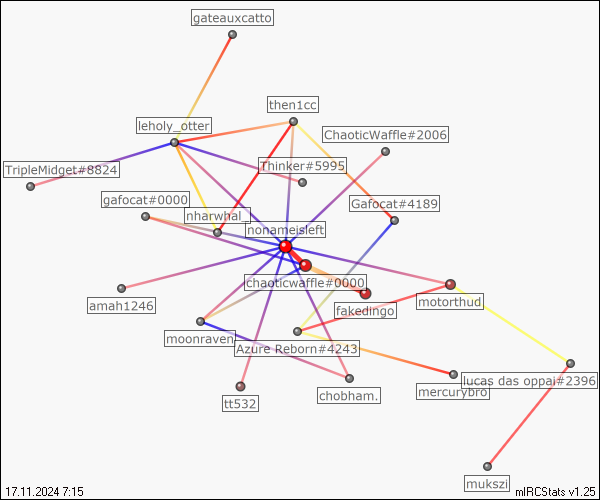 gateauxcatto
then1cc
leholy_otter
ChaoticWaffle#2006
TripleMidget#8824
Thinker#5995
gafocat#0000
Gafocat#4189
nharwhal_
nonameisleft
chaoticwaffle#0000
amah1246
fakedingo
motorthud_
moonraven
Azure Reborn#4243
lucas das oppai#2396
mercurybro
chobham.
tt532
mukszi
17.11.2024 7:15
mIRCStats v1.25